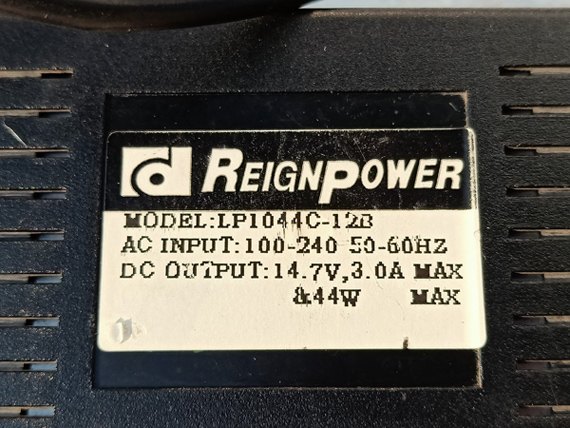 REIGNPOWER
MODEL:LP1044C-12B
AC INPUT:100-240 50-60HZ
DC OUTPUT:14.7V,3.0A MAX
&44W MAX